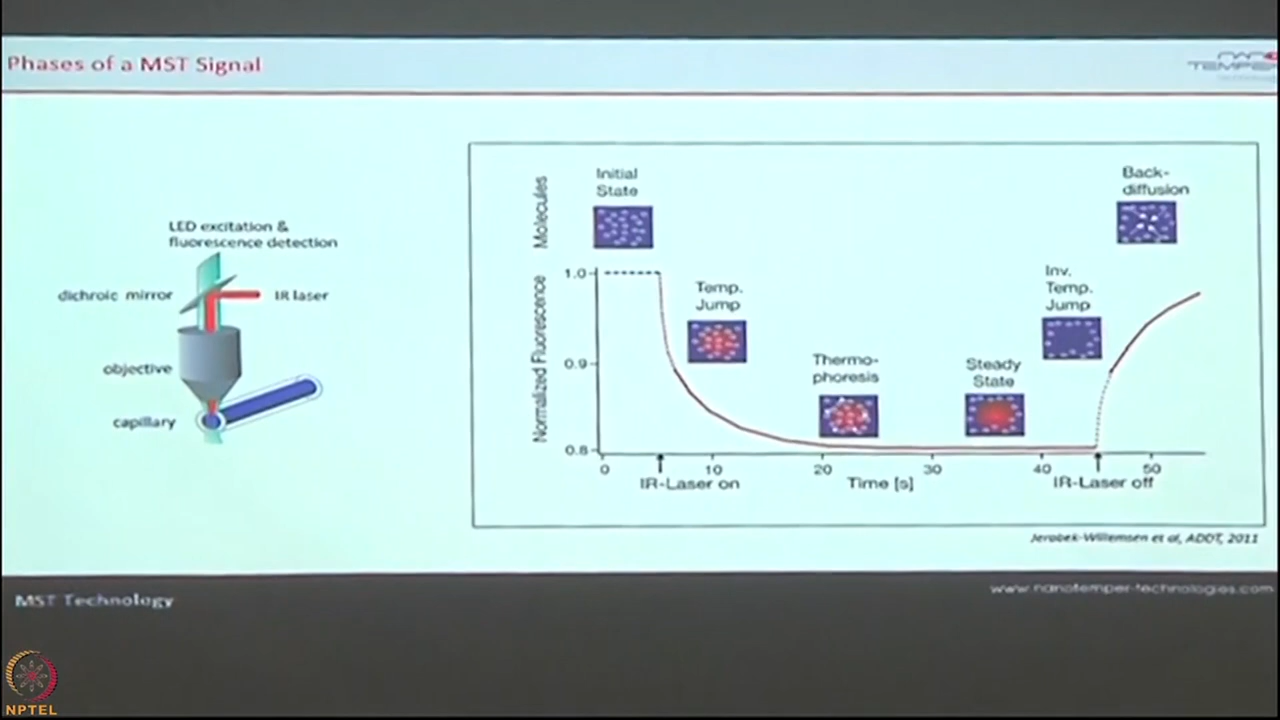 Phases of a MST Signal
NANO
TEMPER
LED excitation &
fluorescence detection
dichroic mirror
IR laser
objective
capillary
Molecules
Normalized Fluorescence
Initial
State
Temp.
Jump
Thermo-
phoresis
Steady
State
Inv.
Temp.
Jump
Back-
diffusion
1.0
0.9
0.8
0 10 20 30 40 50
IR-Laser on
Time [s]
IR-Laser off
Jerabek-Willemsen et al, ADDT, 2011
MST Technology
www.nanotemper-technologies.com
NPTEL